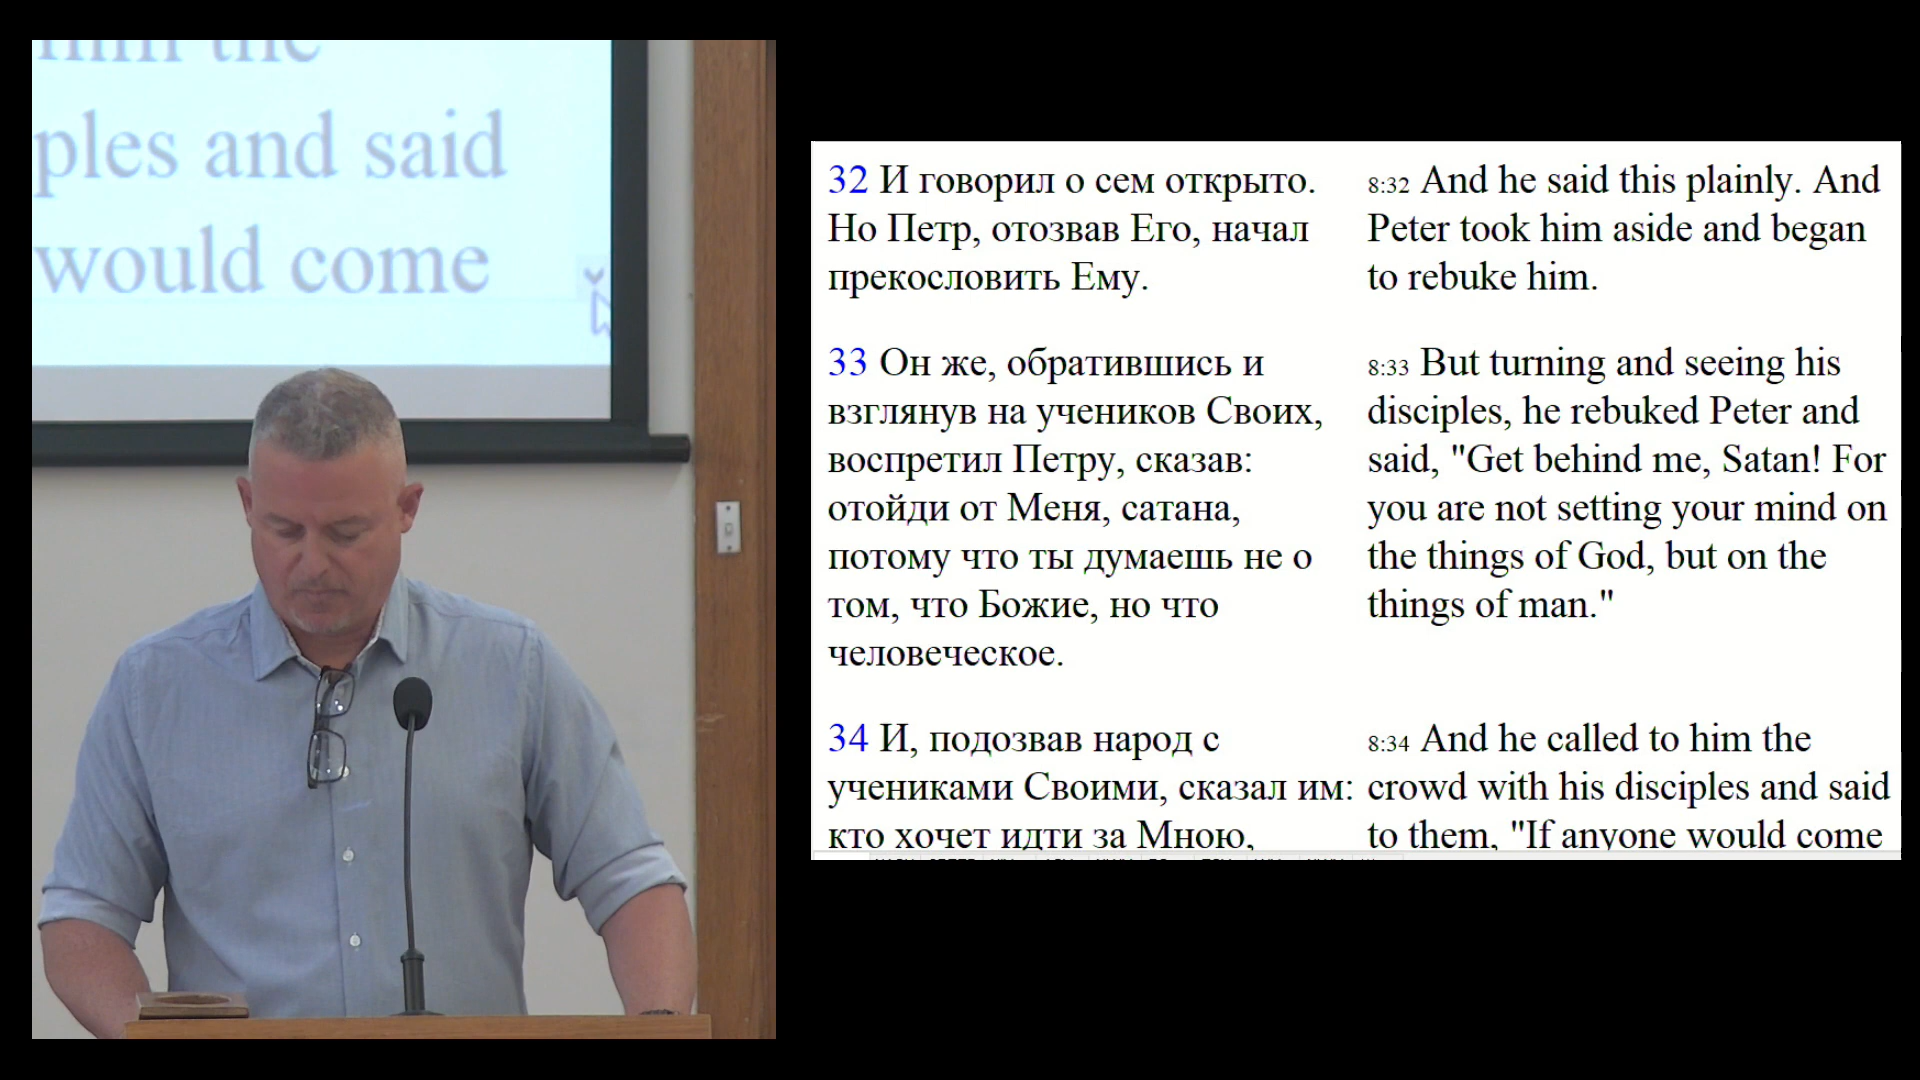 him the
ples and said
would come
32 И говорил о сем открыто.
Но Петр, отозвав Его, начал
прекословить Ему.
33 Он же, обратившись и
взглянув на учеников Своих,
воспретил Петру, сказав:
отойди от Меня, сатана,
потому что ты думаешь не о
том, что Божие, но что
человеческое.
34 И, подозвав народ с
учениками Своими, сказал им:
кто хочет идти за Мною,
8:32 And he said this plainly. And
Peter took him aside and began
to rebuke him.
8:33 But turning and seeing his
disciples, he rebuked Peter and
said, "Get behind me, Satan! For
you are not setting your mind on
the things of God, but on the
things of man."
8:34 And he called to him the
crowd with his disciples and said
to them, "If anyone would come